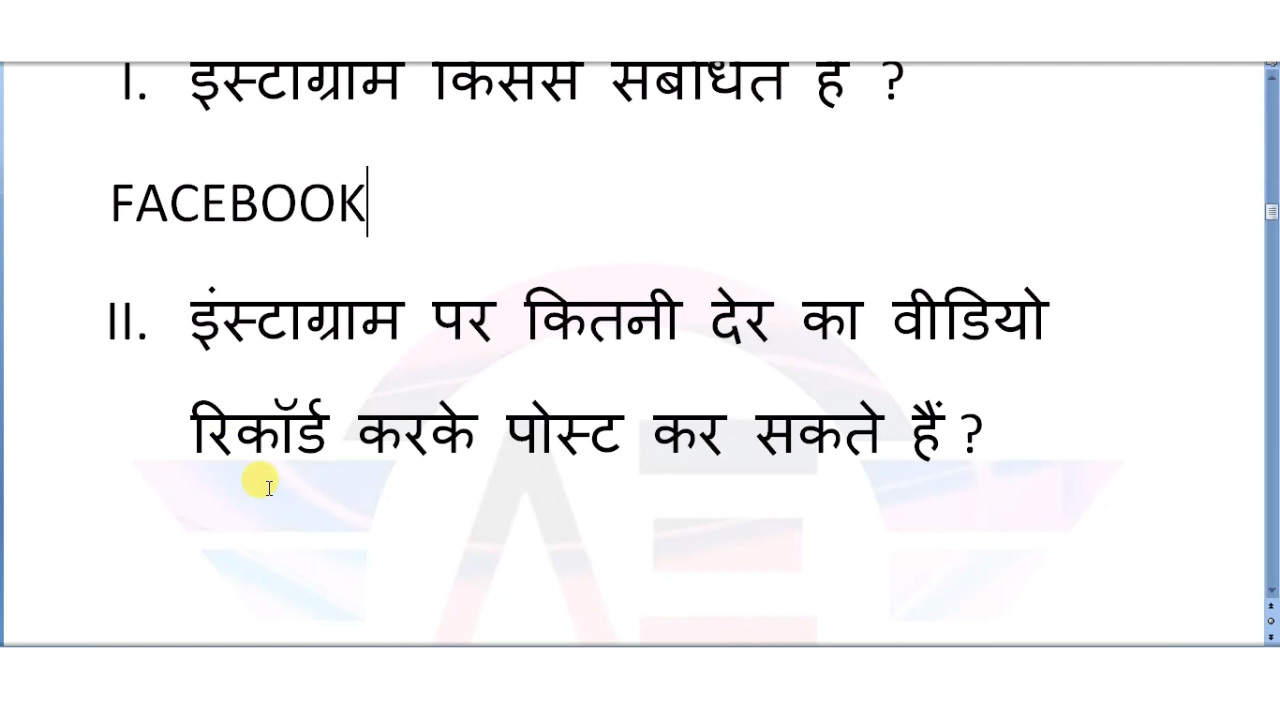 I. इंस्टाग्राम किससे संबंधित है ?
FACEBOOK
II. इंस्टाग्राम पर कितनी देर का वीडियो
रिकॉर्ड करके पोस्ट कर सकते हैं ?